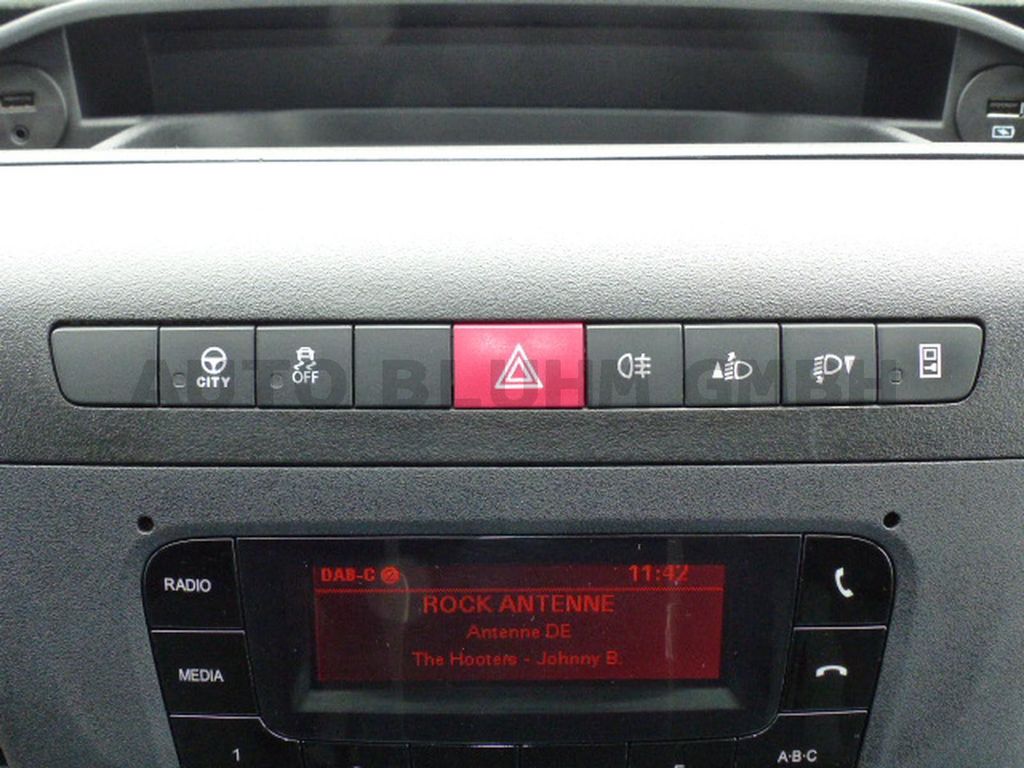 CITY
OFF
AUTO BLUHM GMBH
RADIO
DAB-C
11:42
ROCK ANTENNE
Antenne DE
MEDIA
The Hooters - Johnny B.
1
A·B·C